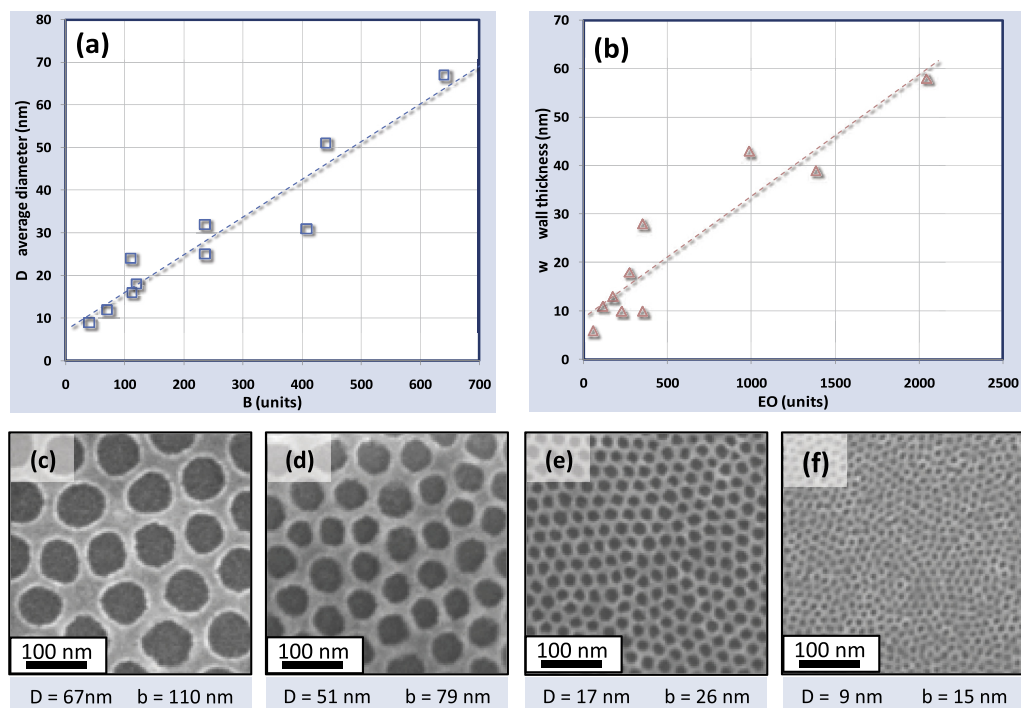 (a)
80
70
60
50
40
30
20
10
0
D average diameter (nm)
0 100 200 300 400 500 600 700
B (units)
(b)
70
60
50
40
30
20
10
0
w wall thickness (nm)
0 500 1000 1500 2000 2500
EO (units)
(c)
100 nm
D = 67nm b = 110 nm
(d)
100 nm
D = 51 nm b = 79 nm
(e)
100 nm
D = 17 nm b = 26 nm
(f)
100 nm
D = 9 nm b = 15 nm